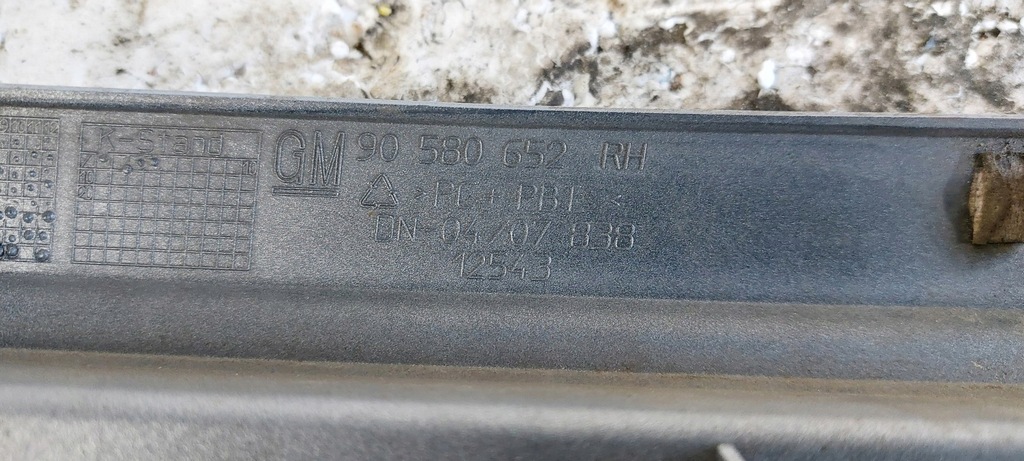 K-Stand
GM 90 580 652 RH
>PC+PBT<
DN 04/07 838
12543